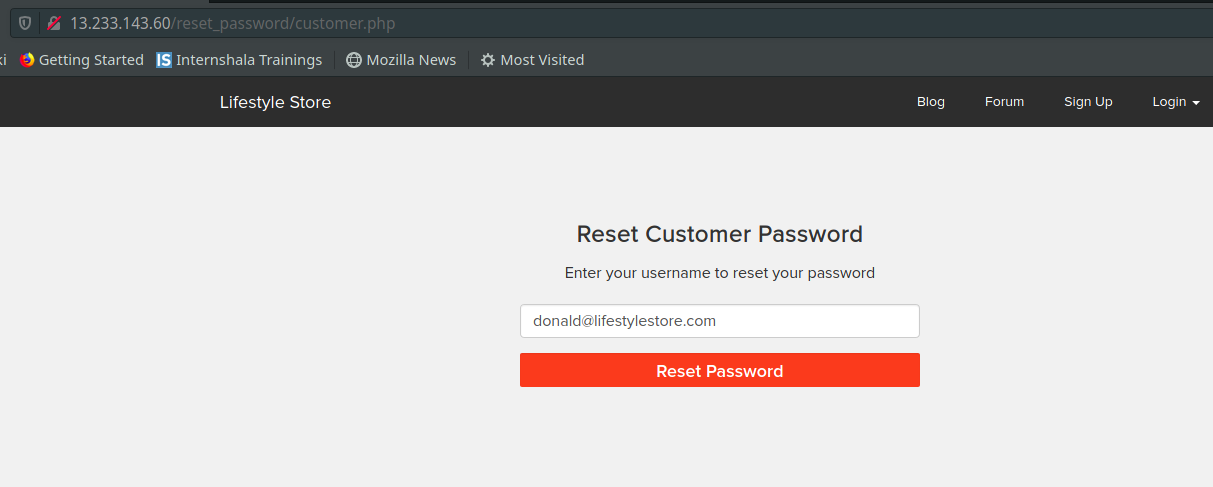 13.233.143.60/reset_password/customer.php
ki Getting Started IS Internshala Trainings Mozilla News Most Visited
Lifestyle Store Blog Forum Sign Up Login
Reset Customer Password
Enter your username to reset your password
donald@lifestylestore.com
Reset Password